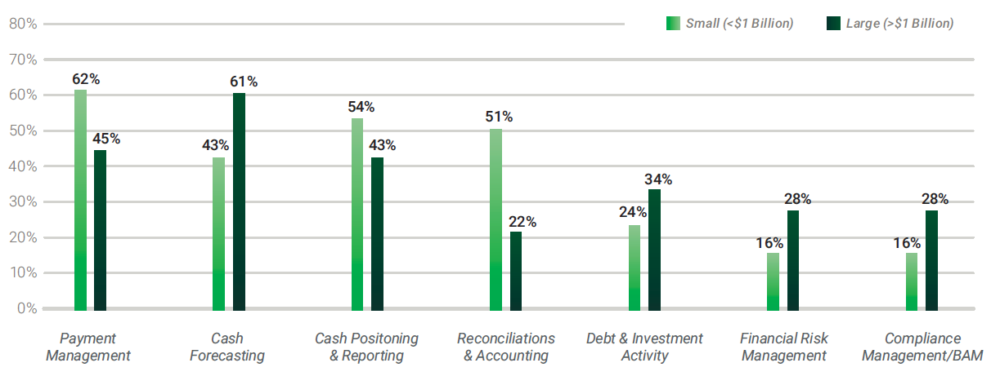 80%
Small (<$1 Billion)
Large (>$1 Billion)
70%
60%
50%
40%
30%
20%
10%
0%
62%
45%
43%
61%
54%
43%
51%
22%
24%
34%
16%
28%
16%
28%
Payment
Management
Cash
Forecasting
Cash Positoning
& Reporting
Reconciliations
& Accounting
Debt & Investment
Activity
Financial Risk
Management
Compliance
Management/BAM